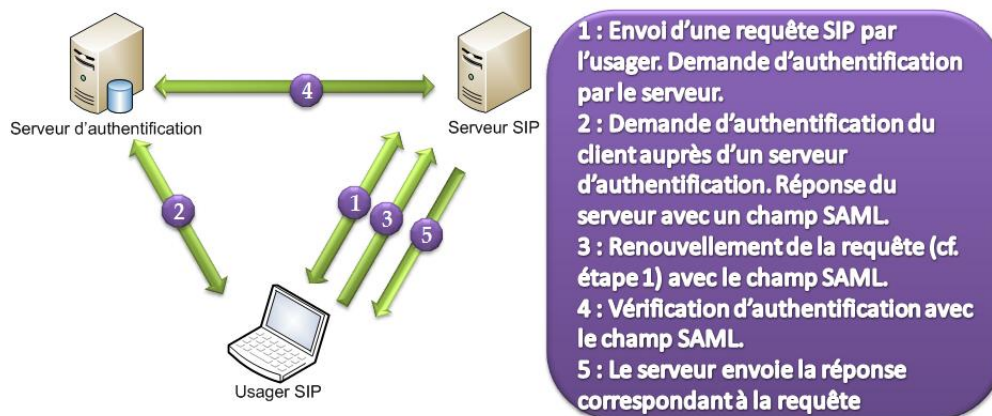 4
Serveur d'authentification
Serveur SIP
2
1
3
5
Usager SIP
1 : Envoi d'une requête SIP par
l'usager. Demande d'authentification
par le serveur.
2 : Demande d'authentification du
client auprès d'un serveur
d'authentification. Réponse du
serveur avec un champ SAML.
3 : Renouvellement de la requête (cf.
étape 1) avec le champ SAML.
4 : Vérification d'authentification avec
le champ SAML.
5 : Le serveur envoie la réponse
correspondant à la requête